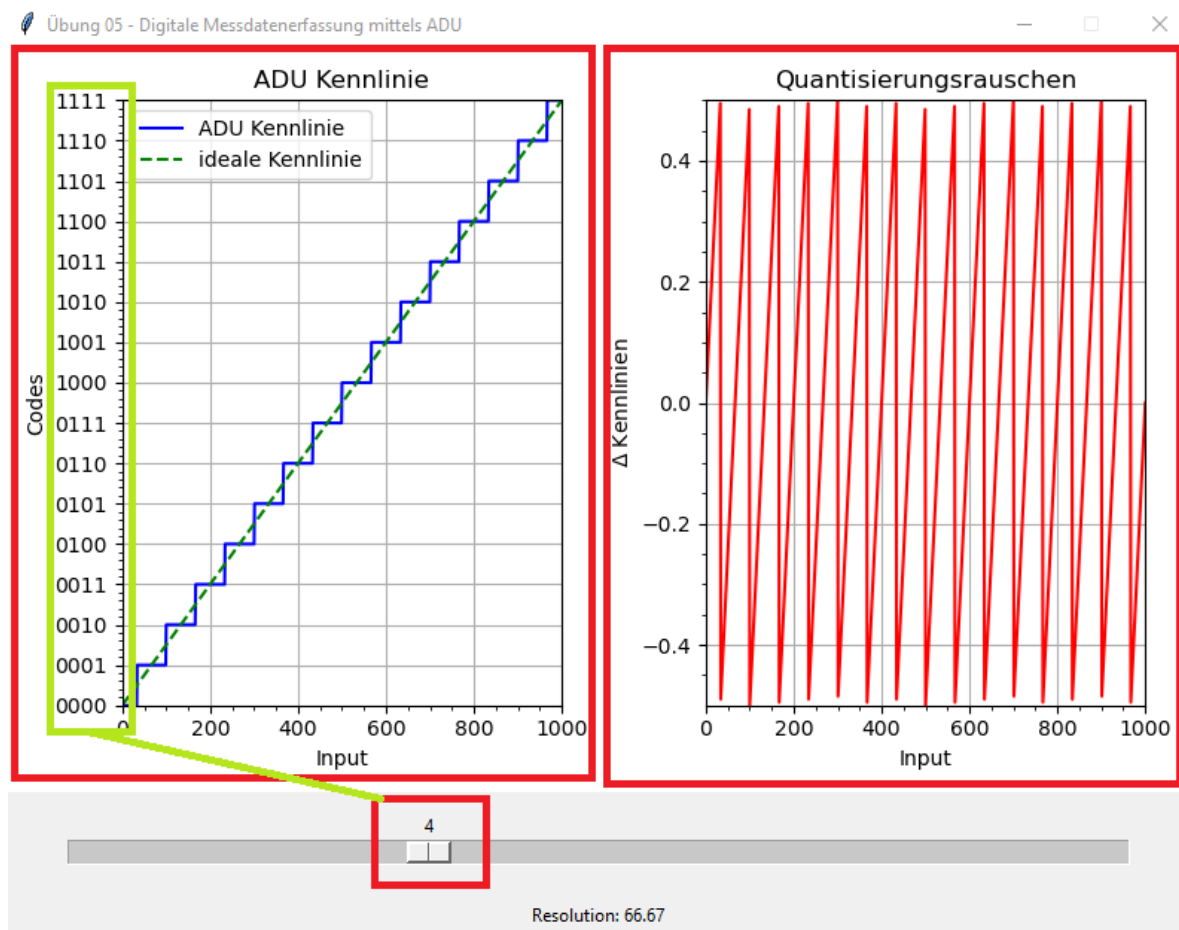 Übung 05 - Digitale Messdatenerfassung mittels ADU
ADU Kennlinie
1111
1110
1101
1100
1011
1010
1001
1000
0111
0110
0101
0100
0011
0010
0001
0000
Codes
ADU Kennlinie
ideale Kennlinie
0 200 400 600 800 1000
Input
Quantisierungsrauschen
0.4
0.2
0.0
−0.2
−0.4
Δ Kennlinien
0 200 400 600 800 1000
Input
4
Resolution: 66.67